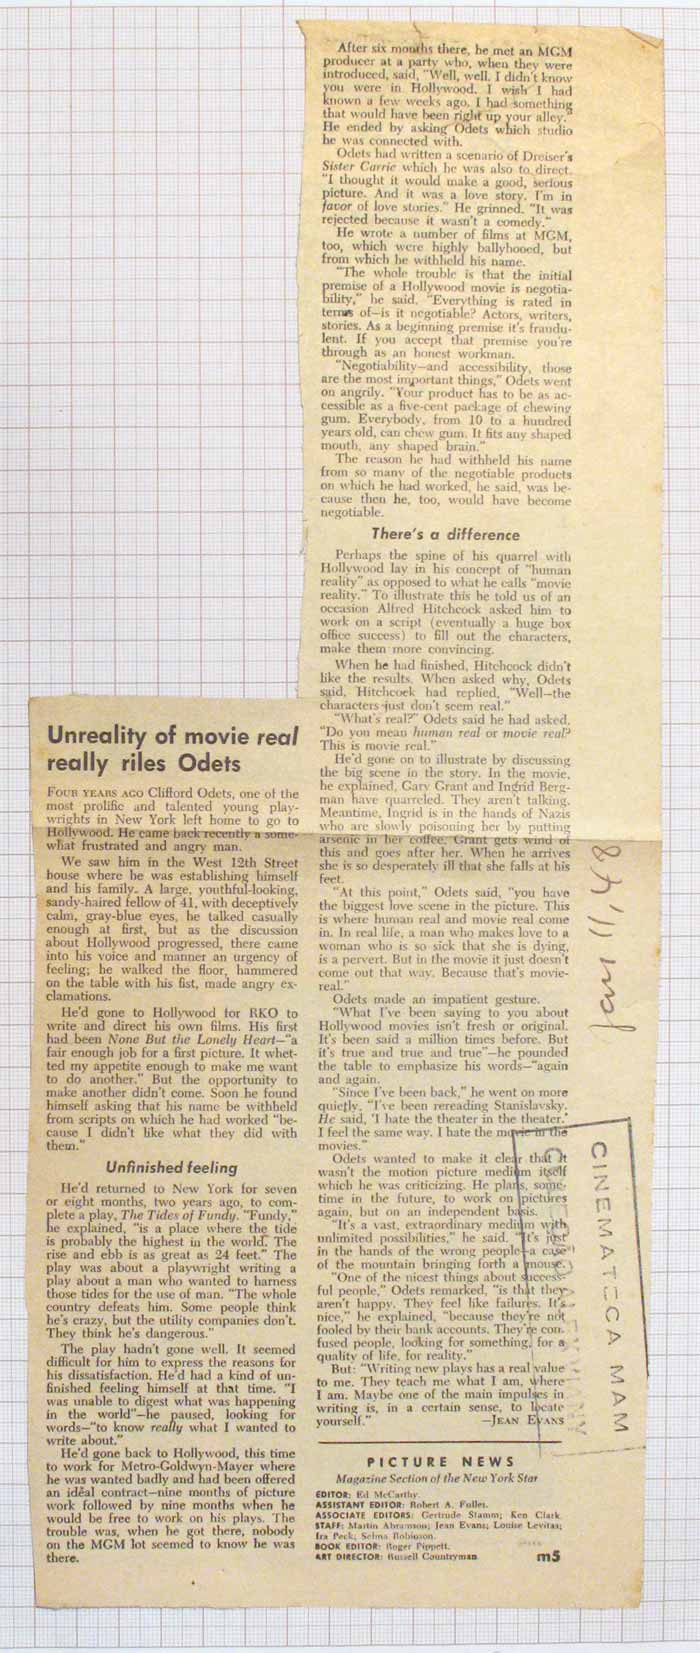 Unreality of movie real
really riles Odets
FOUR YEARS AGO Clifford Odets, one of the
most prolific and talented young play-
wrights in New York left home to go to
Hollywood. He came back recently a some-
what frustrated and angry man.
We saw him in the West 12th Street
house where he was establishing himself
and his family. A large, youthful-looking,
sandy-haired fellow of 41, with deceptively
calm, gray-blue eyes, he talked casually
enough at first, but as the discussion
about Hollywood progressed, there came
into his voice and manner an urgency of
feeling; he walked the floor, hammered
on the table with his fist, made angry ex-
clamations.
He'd gone to Hollywood for RKO to
write and direct his own films. His first
had been None But the Lonely Heart—"a
fair enough job for a first picture. It whet-
ted my appetite enough to make me want
to do another." But the opportunity to
make another didn't come. Soon he found
himself asking that his name be withheld
from scripts on which he had worked "be-
cause I didn't like what they did with
them."
Unfinished feeling
He'd returned to New York for seven
or eight months, two years ago, to com-
plete a play, The Tides of Fundy. "Fundy,"
he explained, "is a place where the tide
is probably the highest in the world. The
rise and ebb is as great as 24 feet." The
play was about a playwright writing a
play about a man who wanted to harness
those tides for the use of man. "The whole
country defeats him. Some people think
he's crazy, but the utility companies don't.
They think he's dangerous."
The play hadn't gone well. It seemed
difficult for him to express the reasons for
his dissatisfaction. He'd had a kind of un-
finished feeling himself at that time. "I
was unable to digest what was happening
in the world"—he paused, looking for
words—"to know really what I wanted to
write about."
He'd gone back to Hollywood, this time
to work for Metro-Goldwyn-Mayer where
he was wanted badly and had been offered
an ideal contract—nine months of picture
work followed by nine months when he
would be free to work on his plays. The
trouble was, when he got there, nobody
on the MGM lot seemed to know he was
there.
After six months there, he met an MGM
producer at a party who, when they were
introduced, said, "Well, well. I didn't know
you were in Hollywood. I wish I had
known a few weeks ago. I had something
that would have been right up your alley."
He ended by asking Odets which studio
he was connected with.
Odets had written a scenario of Dreiser's
Sister Carrie which he was also to direct.
"I thought it would make a good, serious
picture. And it was a love story. I'm in
favor of love stories." He grinned. "It was
rejected because it wasn't a comedy."
He wrote a number of films at MGM,
too, which were highly ballyhooed, but
from which he withheld his name.
"The whole trouble is that the initial
premise of a Hollywood movie is negotia-
bility," he said. "Everything is rated in
terms of—is it negotiable? Actors, writers,
stories. As a beginning premise it's fraudu-
lent. If you accept that premise you're
through as an honest workman.
"Negotiability—and accessibility, those
are the most important things," Odets went
on angrily. "Your product has to be as ac-
cessible as a five-cent package of chewing
gum. Everybody, from 10 to a hundred
years old, can chew gum. It fits any shaped
mouth, any shaped brain."
The reason he had withheld his name
from so many of the negotiable products
on which he had worked, he said, was be-
cause then he, too, would have become
negotiable.
There's a difference
Perhaps the spine of his quarrel with
Hollywood lay in his concept of "human
reality" as opposed to what he calls "movie
reality." To illustrate this he told us of an
occasion Alfred Hitchcock asked him to
work on a script (eventually a huge box
office success) to fill out the characters,
make them more convincing.
When he had finished, Hitchcock didn't
like the results. When asked why, Odets
said, Hitchcock had replied, "Well—the
characters just don't seem real."
"What's real?" Odets said he had asked.
"Do you mean human real or movie real?
This is movie real."
He'd gone on to illustrate by discussing
the big scene in the story. In the movie,
he explained, Gary Grant and Ingrid Berg-
man have quarreled. They aren't talking.
Meantime, Ingrid is in the hands of Nazis
who are slowly poisoning her by putting
arsenic in her coffee. Grant gets wind of
this and goes after her. When he arrives
she is so desperately ill that she falls at his
feet.
"At this point," Odets said, "you have
the biggest love scene in the picture. This
is where human real and movie real come
in. In real life, a man who makes love to a
woman who is so sick that she is dying,
is a pervert. But in the movie it just doesn't
come out that way. Because that's movie-
real."
Odets made an impatient gesture.
"What I've been saying to you about
Hollywood movies isn't fresh or original.
It's been said a million times before. But
it's true and true and true"—he pounded
the table to emphasize his words—"again
and again.
"Since I've been back," he went on more
quietly, "I've been rereading Stanislavsky.
He said, 'I hate the theater in the theater.'
I feel the same way. I hate the movie in the
movies."
Odets wanted to make it clear that it
wasn't the motion picture medium itself
which he was criticizing. He plans, some-
time in the future, to work on pictures
again, but on an independent basis.
"It's a vast, extraordinary medium with
unlimited possibilities," he said. "It's just
in the hands of the wrong people—a case
of the mountain bringing forth a mouse.
"One of the nicest things about success-
ful people," Odets remarked, "is that they
aren't happy. They feel like failures. It's
nice," he explained, "because they're not
fooled by their bank accounts. They're con-
fused people, looking for something, for a
quality of life, for reality."
But: "Writing new plays has a real value
to me. They teach me what I am, where
I am. Maybe one of the main impulses in
writing is, in a certain sense, to locate
yourself."
—JEAN EVANS
PICTURE NEWS
Magazine Section of the New York Star
EDITOR: Ed McCarthy.
ASSISTANT EDITOR: Robert A. Fuller.
ASSOCIATE EDITORS: Gertrude Stamm; Ken Clark.
STAFF: Martin Abramson; Jean Evans; Louise Levitas;
Ira Peck; Selma Robinson.
BOOK EDITOR: Roger Pippett.
ART DIRECTOR: Russell Countryman
m5
CINEMATECA MAM